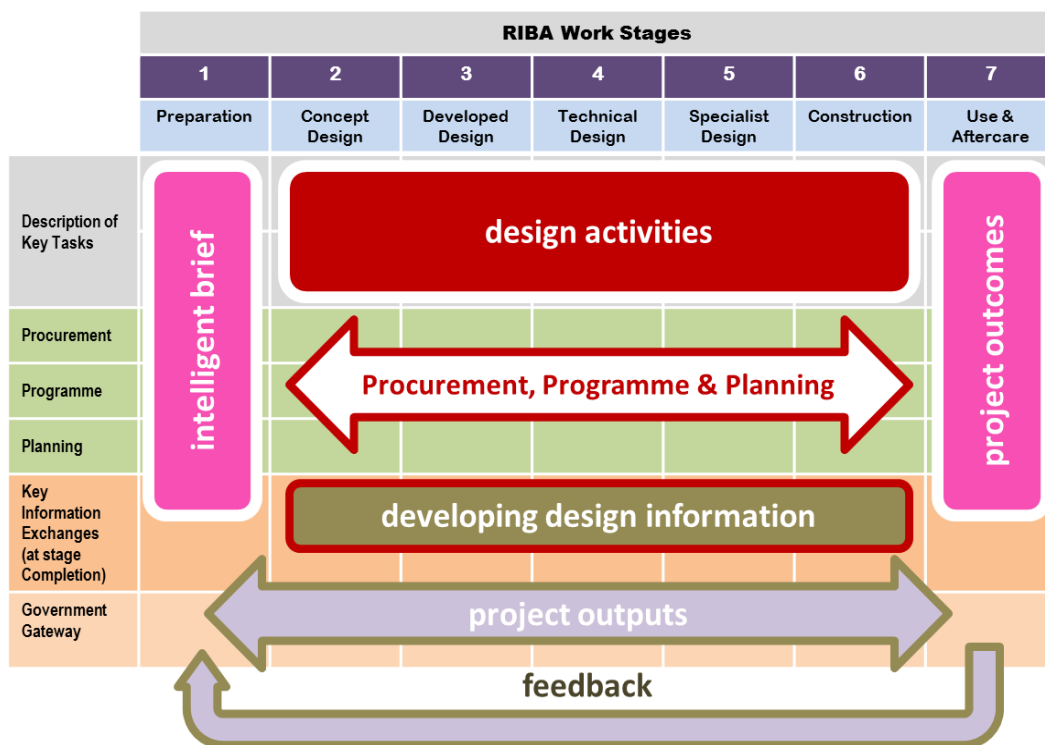 RIBA Work Stages
1 2 3 4 5 6 7
Preparation
Concept
Design
Developed
Design
Technical
Design
Specialist
Design
Construction
Use &
Aftercare
Description of
Key Tasks
Procurement
Programme
Planning
Key
Information
Exchanges
(at stage
Completion)
Government
Gateway
intelligent brief
design activities
Procurement, Programme & Planning
developing design information
project outputs
project outcomes
feedback